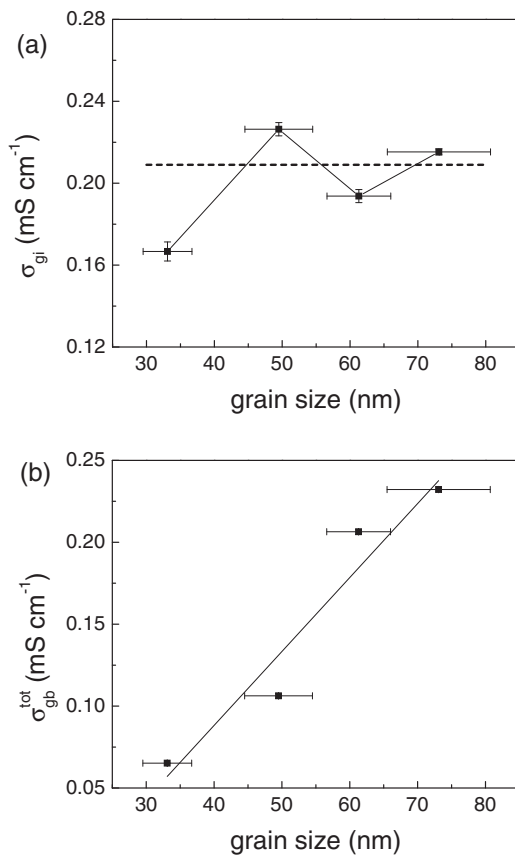 (a)
0.28
0.24
0.20
0.16
0.12
σgi (mS cm⁻¹)
30 40 50 60 70 80
grain size (nm)
(b)
0.25
0.20
0.15
0.10
0.05
σgb^tot (mS cm⁻¹)
30 40 50 60 70 80
grain size (nm)